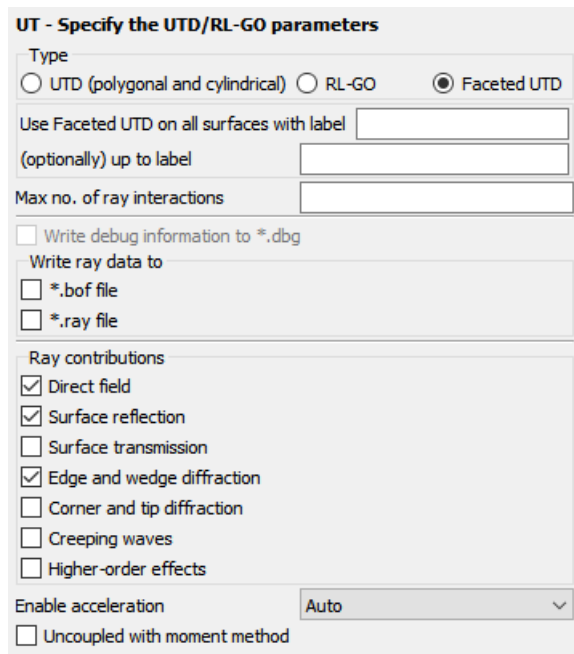 UT - Specify the UTD/RL-GO parameters
Type
UTD (polygonal and cylindrical) RL-GO Faceted UTD
Use Faceted UTD on all surfaces with label
(optionally) up to label
Max no. of ray interactions
Write debug information to *.dbg
Write ray data to
*.bof file
*.ray file
Ray contributions
Direct field
Surface reflection
Surface transmission
Edge and wedge diffraction
Corner and tip diffraction
Creeping waves
Higher-order effects
Enable acceleration Auto
Uncoupled with moment method